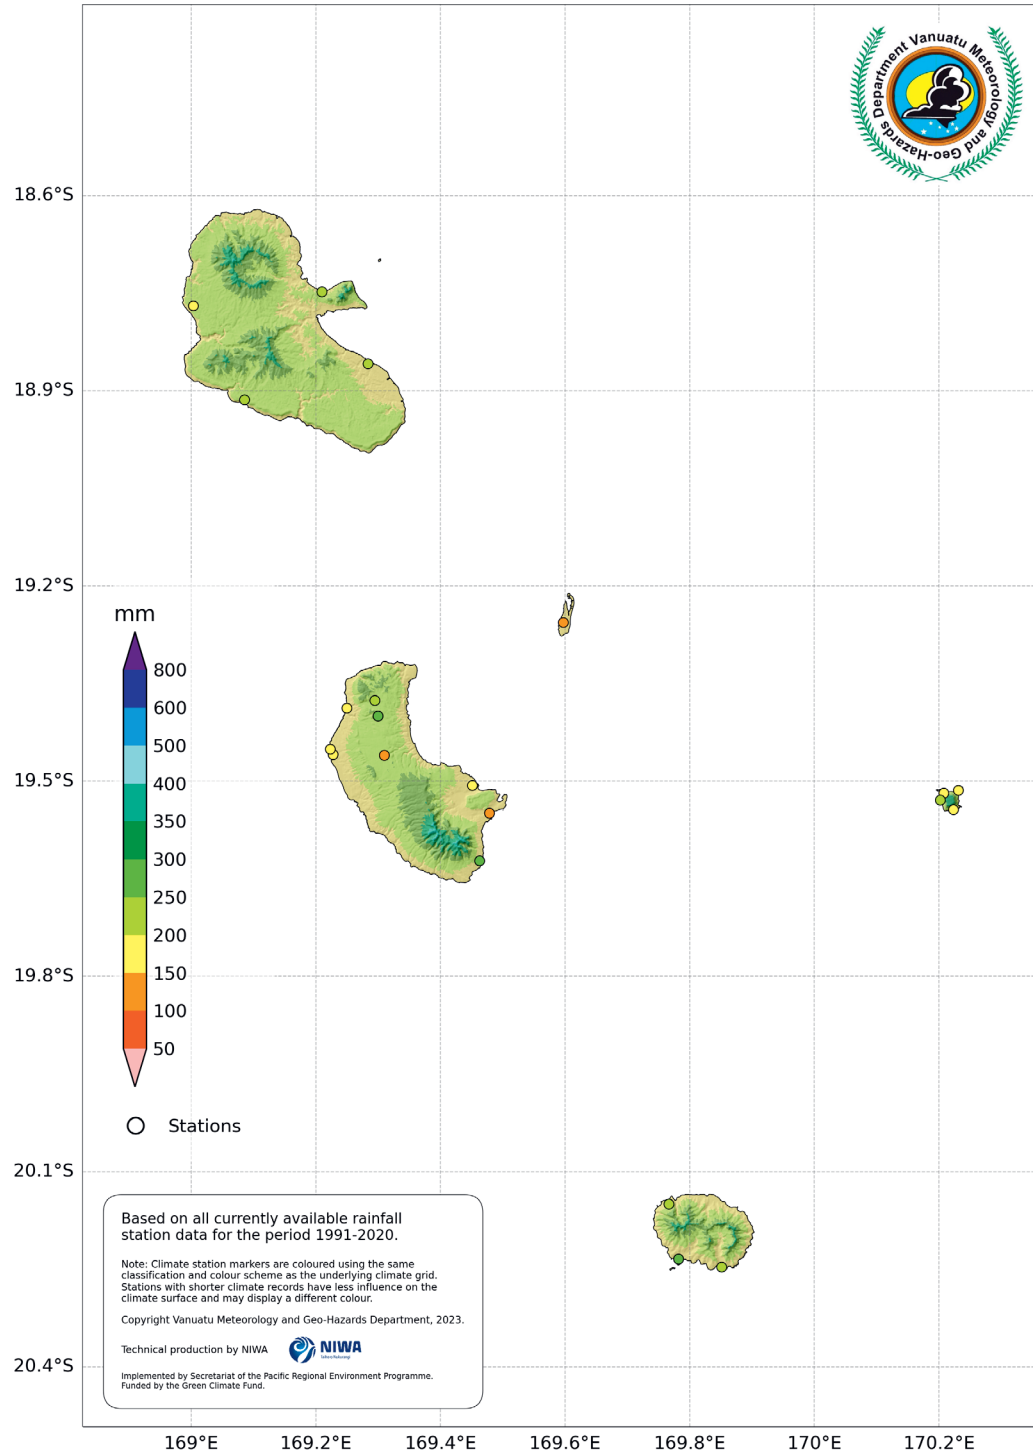 Vanuatu Meteorology and Geo-Hazards Department
18.6°S
18.9°S
19.2°S
mm
800
600
500
400
350
300
250
200
150
100
50
19.5°S
19.8°S
Stations
20.1°S
Based on all currently available rainfall
station data for the period 1991-2020.
Note: Climate station markers are coloured using the same
classification and colour scheme as the underlying climate grid.
Stations with shorter climate records have less influence on the
climate surface and may display a different colour.
Copyright Vanuatu Meteorology and Geo-Hazards Department, 2023.
Technical production by NIWA
NIWA
Implemented by Secretariat of the Pacific Regional Environment Programme.
Funded by the Green Climate Fund.
20.4°S
169°E
169.2°E
169.4°E
169.6°E
169.8°E
170°E
170.2°E